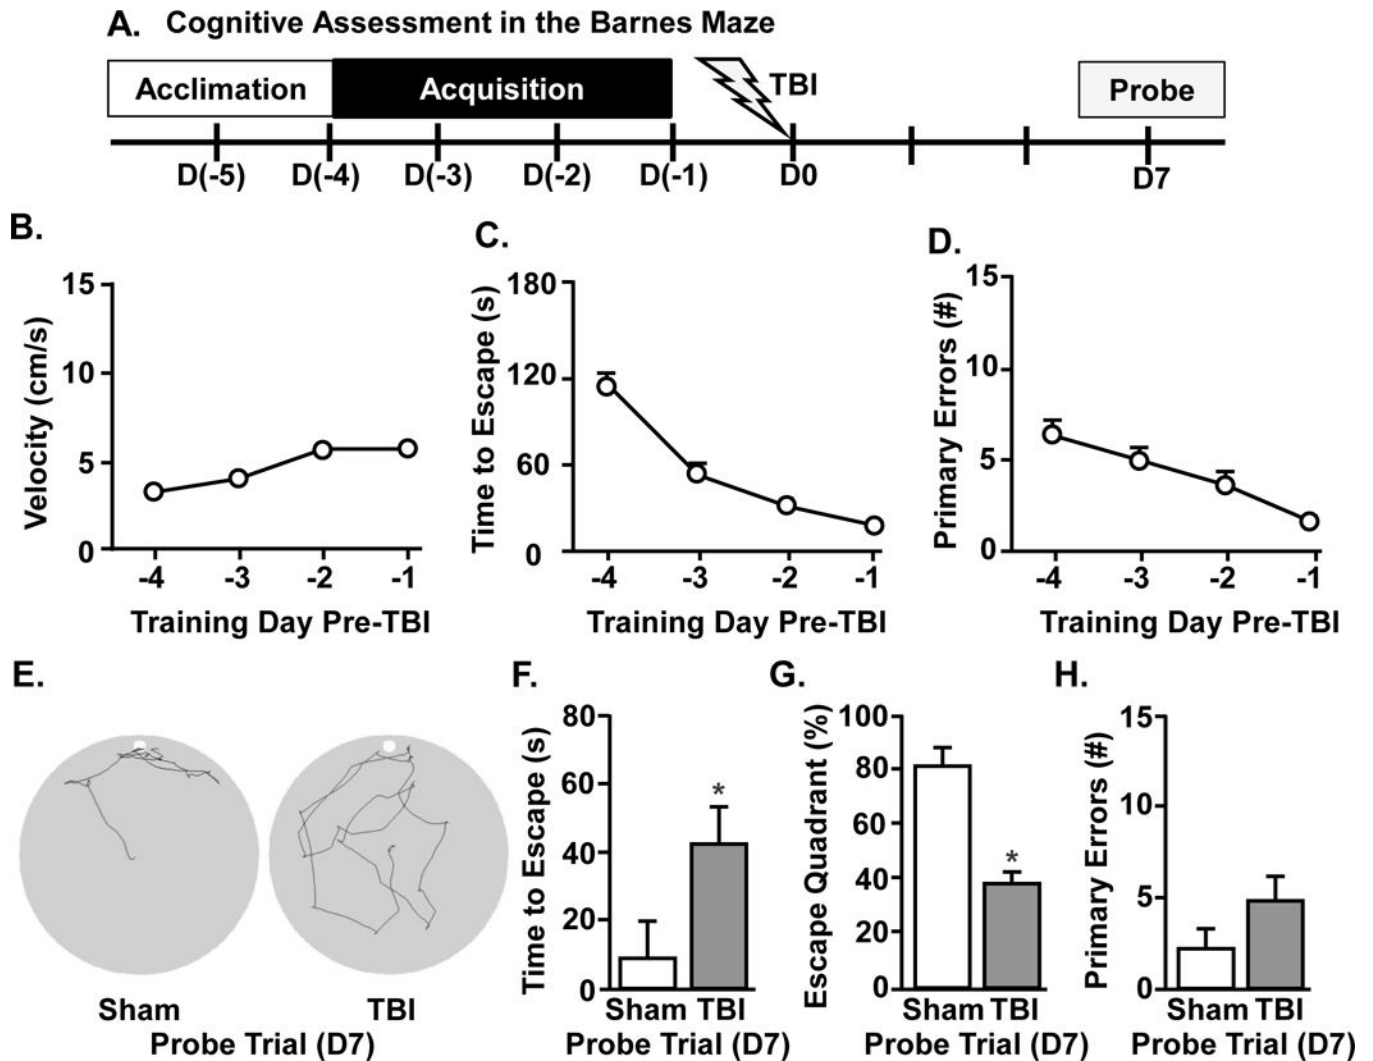 A. Cognitive Assessment in the Barnes Maze
Acclimation Acquisition TBI Probe
D(-5) D(-4) D(-3) D(-2) D(-1) D0 D7
B.
Velocity (cm/s)
15
10
5
0
-4 -3 -2 -1
Training Day Pre-TBI
C.
Time to Escape (s)
180
120
60
0
-4 -3 -2 -1
Training Day Pre-TBI
D.
Primary Errors (#)
15
10
5
0
-4 -3 -2 -1
Training Day Pre-TBI
E.
Sham TBI
Probe Trial (D7)
F.
Time to Escape (s)
80
60
40
20
0
*
Sham TBI
Probe Trial (D7)
G.
Escape Quadrant (%)
100
80
60
40
20
0
*
Sham TBI
Probe Trial (D7)
H.
Primary Errors (#)
15
10
5
0
Sham TBI
Probe Trial (D7)